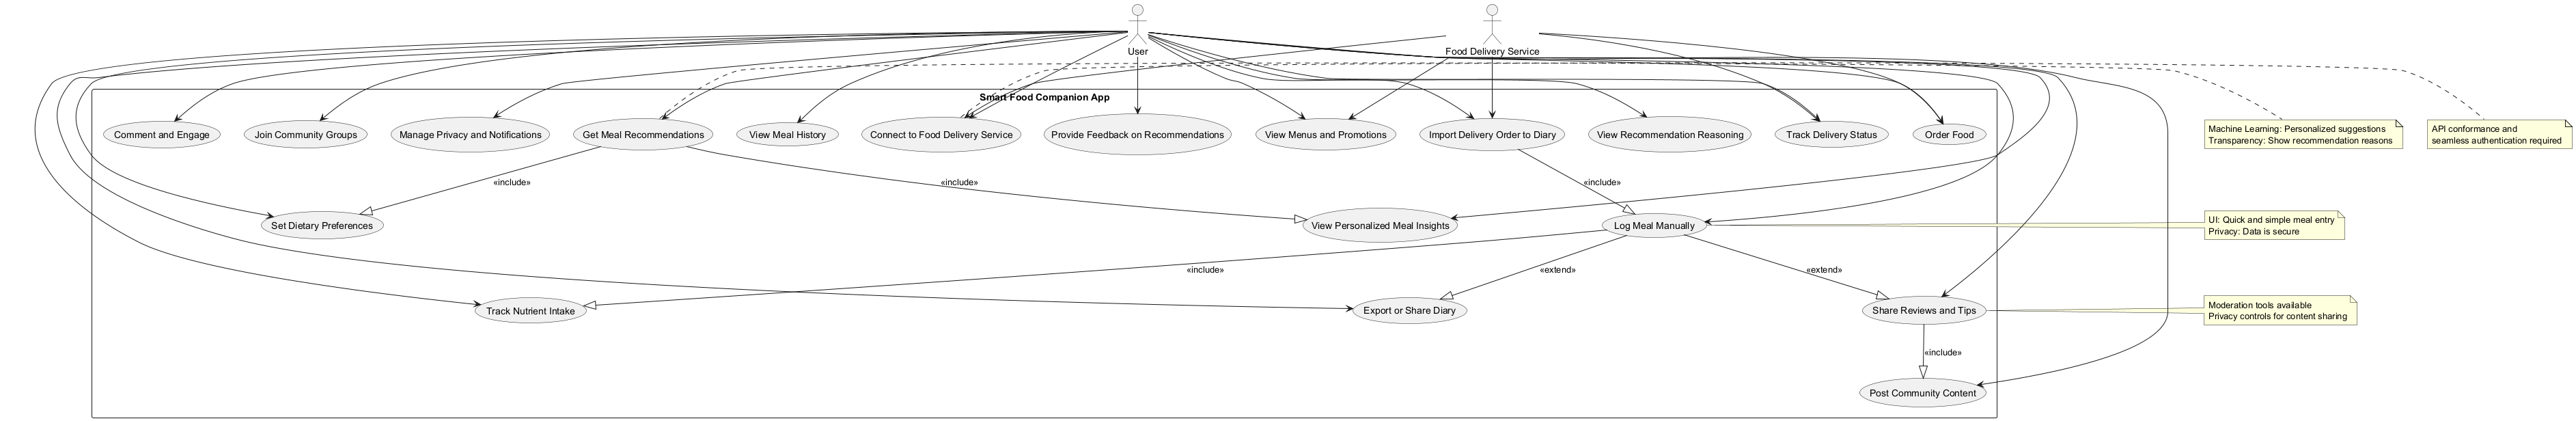 User
Food Delivery Service
Smart Food Companion App
Comment and Engage
Join Community Groups
Manage Privacy and Notifications
Get Meal Recommendations
View Meal History
Connect to Food Delivery Service
Provide Feedback on Recommendations
View Menus and Promotions
Import Delivery Order to Diary
View Recommendation Reasoning
Track Delivery Status
Order Food
Machine Learning: Personalized suggestions
Transparency: Show recommendation reasons
API conformance and
seamless authentication required
«include»
«include»
«include»
Set Dietary Preferences
View Personalized Meal Insights
Log Meal Manually
UI: Quick and simple meal entry
Privacy: Data is secure
«include»
«extend»
«extend»
Track Nutrient Intake
Export or Share Diary
Share Reviews and Tips
Moderation tools available
Privacy controls for content sharing
«include»
Post Community Content